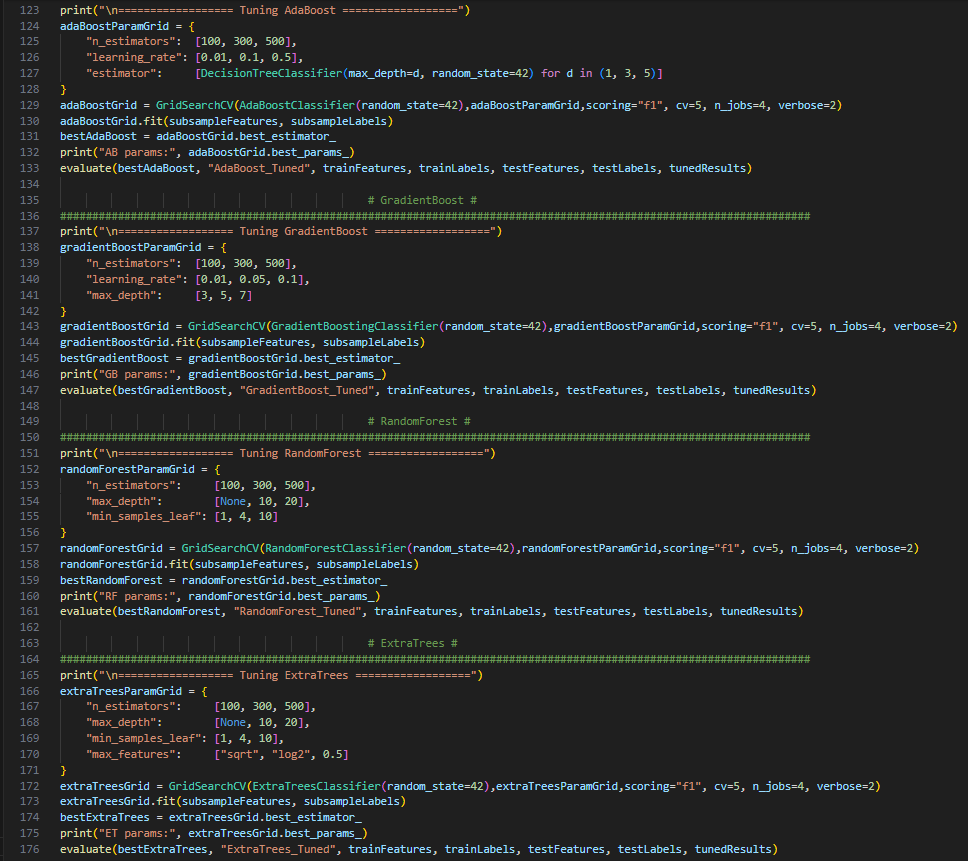 123 print("\n================== Tuning AdaBoost ==================")
124 adaBoostParamGrid = {
125     "n_estimators":  [100, 300, 500],
126     "learning_rate": [0.01, 0.1, 0.5],
127     "estimator":     [DecisionTreeClassifier(max_depth=d, random_state=42) for d in (1, 3, 5)]
128 }
129 adaBoostGrid = GridSearchCV(AdaBoostClassifier(random_state=42),adaBoostParamGrid,scoring="f1", cv=5, n_jobs=4, verbose=2)
130 adaBoostGrid.fit(subsampleFeatures, subsampleLabels)
131 bestAdaBoost = adaBoostGrid.best_estimator_
132 print("AB params:", adaBoostGrid.best_params_)
133 evaluate(bestAdaBoost, "AdaBoost_Tuned", trainFeatures, trainLabels, testFeatures, testLabels, tunedResults)
134
135                                                 # GradientBoost #
136 #####################################################################################################################
137 print("\n================== Tuning GradientBoost ==================")
138 gradientBoostParamGrid = {
139     "n_estimators":  [100, 300, 500],
140     "learning_rate": [0.01, 0.05, 0.1],
141     "max_depth":     [3, 5, 7]
142 }
143 gradientBoostGrid = GridSearchCV(GradientBoostingClassifier(random_state=42),gradientBoostParamGrid,scoring="f1", cv=5, n_jobs=4, verbose=2)
144 gradientBoostGrid.fit(subsampleFeatures, subsampleLabels)
145 bestGradientBoost = gradientBoostGrid.best_estimator_
146 print("GB params:", gradientBoostGrid.best_params_)
147 evaluate(bestGradientBoost, "GradientBoost_Tuned", trainFeatures, trainLabels, testFeatures, testLabels, tunedResults)
148
149                                                 # RandomForest #
150 #####################################################################################################################
151 print("\n================== Tuning RandomForest ==================")
152 randomForestParamGrid = {
153     "n_estimators":     [100, 300, 500],
154     "max_depth":        [None, 10, 20],
155     "min_samples_leaf": [1, 4, 10]
156 }
157 randomForestGrid = GridSearchCV(RandomForestClassifier(random_state=42),randomForestParamGrid,scoring="f1", cv=5, n_jobs=4, verbose=2)
158 randomForestGrid.fit(subsampleFeatures, subsampleLabels)
159 bestRandomForest = randomForestGrid.best_estimator_
160 print("RF params:", randomForestGrid.best_params_)
161 evaluate(bestRandomForest, "RandomForest_Tuned", trainFeatures, trainLabels, testFeatures, testLabels, tunedResults)
162
163                                                 # ExtraTrees #
164 #####################################################################################################################
165 print("\n================== Tuning ExtraTrees ==================")
166 extraTreesParamGrid = {
167     "n_estimators":     [100, 300, 500],
168     "max_depth":        [None, 10, 20],
169     "min_samples_leaf": [1, 4, 10],
170     "max_features":     ["sqrt", "log2", 0.5]
171 }
172 extraTreesGrid = GridSearchCV(ExtraTreesClassifier(random_state=42),extraTreesParamGrid,scoring="f1", cv=5, n_jobs=4, verbose=2)
173 extraTreesGrid.fit(subsampleFeatures, subsampleLabels)
174 bestExtraTrees = extraTreesGrid.best_estimator_
175 print("ET params:", extraTreesGrid.best_params_)
176 evaluate(bestExtraTrees, "ExtraTrees_Tuned", trainFeatures, trainLabels, testFeatures, testLabels, tunedResults)